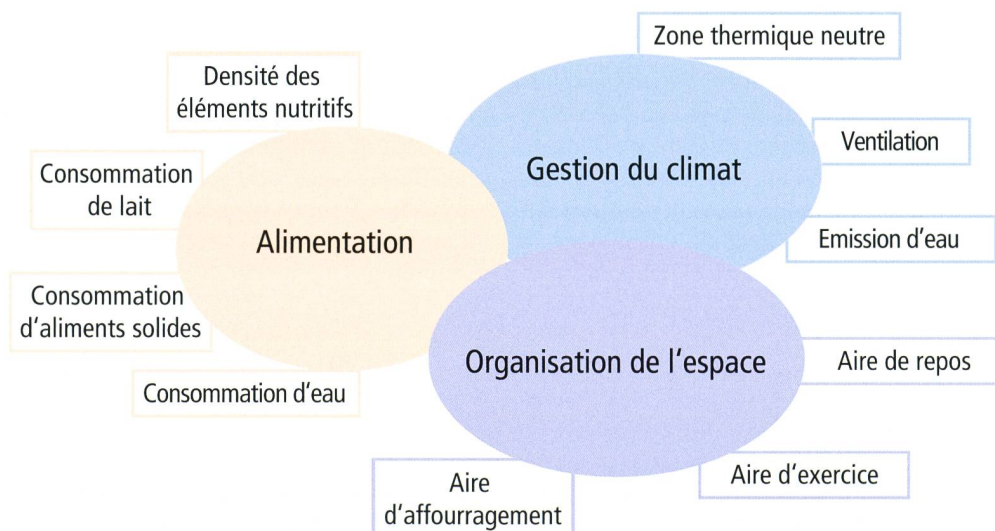 Zone thermique neutre
Densité des
éléments nutritifs
Ventilation
Gestion du climat
Consommation
de lait
Emission d'eau
Alimentation
Consommation
d'aliments solides
Organisation de l'espace
Aire de repos
Consommation d'eau
Aire d'exercice
Aire
d'affourragement